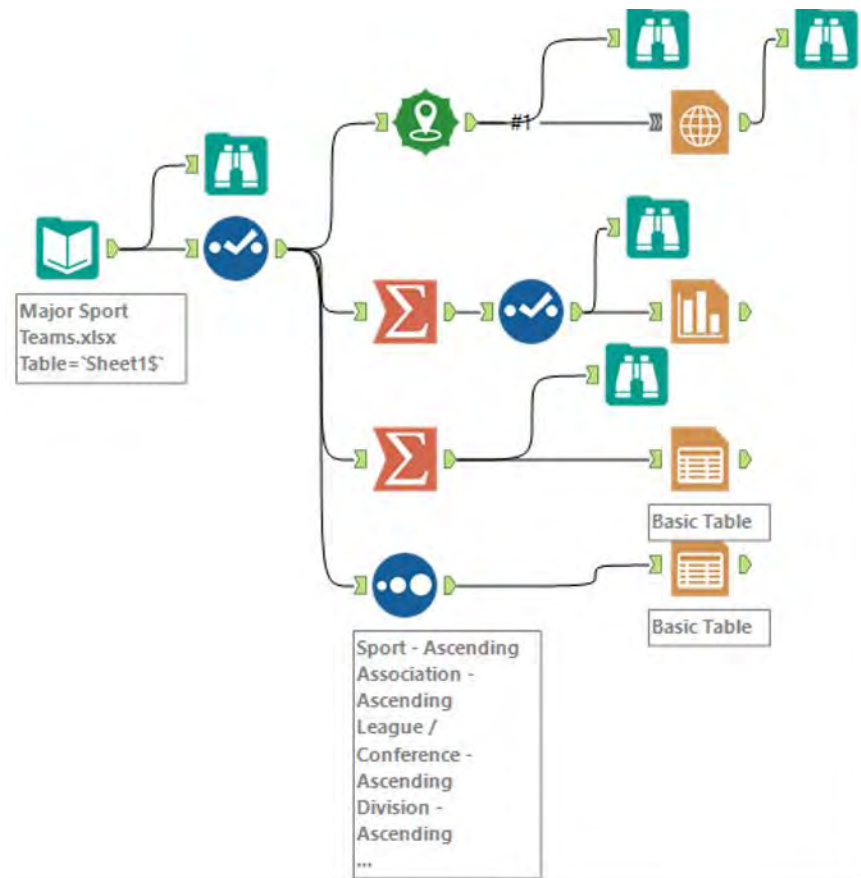 #1
Major Sport
Teams.xlsx
Table=`Sheet1$`
Basic Table
Basic Table
Sport - Ascending
Association -
Ascending
League /
Conference -
Ascending
Division -
Ascending
...